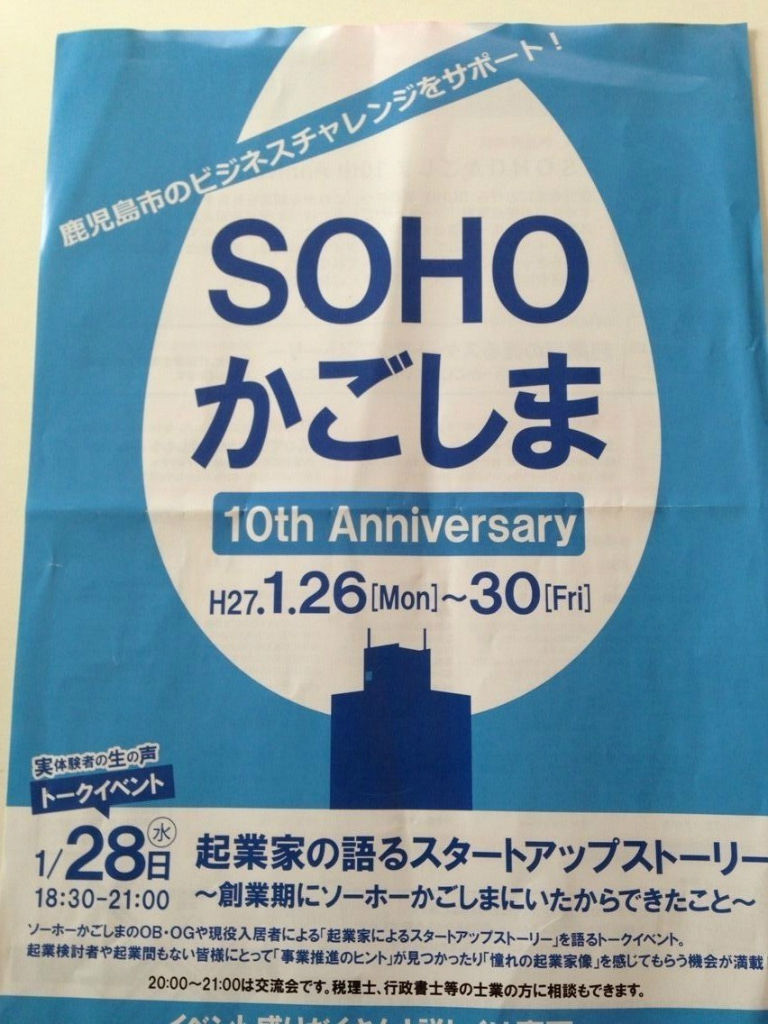 鹿児島市のビジネスチャレンジをサポート!
SOHO
かごしま
10th Anniversary
H27.1.26[Mon]~30[Fri]
実体験者の生の声
トークイベント
1/28日㊌
18:30-21:00
起業家の語るスタートアップストーリー
~創業期にソーホーかごしまにいたからできたこと~
ソーホーかごしまのOB・OGや現役入居者による「起業家によるスタートアップストーリー」を語るトークイベント。
起業検討者や起業間もない皆様にとって「事業推進のヒント」が見つかったり「憧れの起業家像」を感じてもらう機会が満載
20:00~21:00は交流会です。税理士、行政書士等の士業の方に相談もできます。